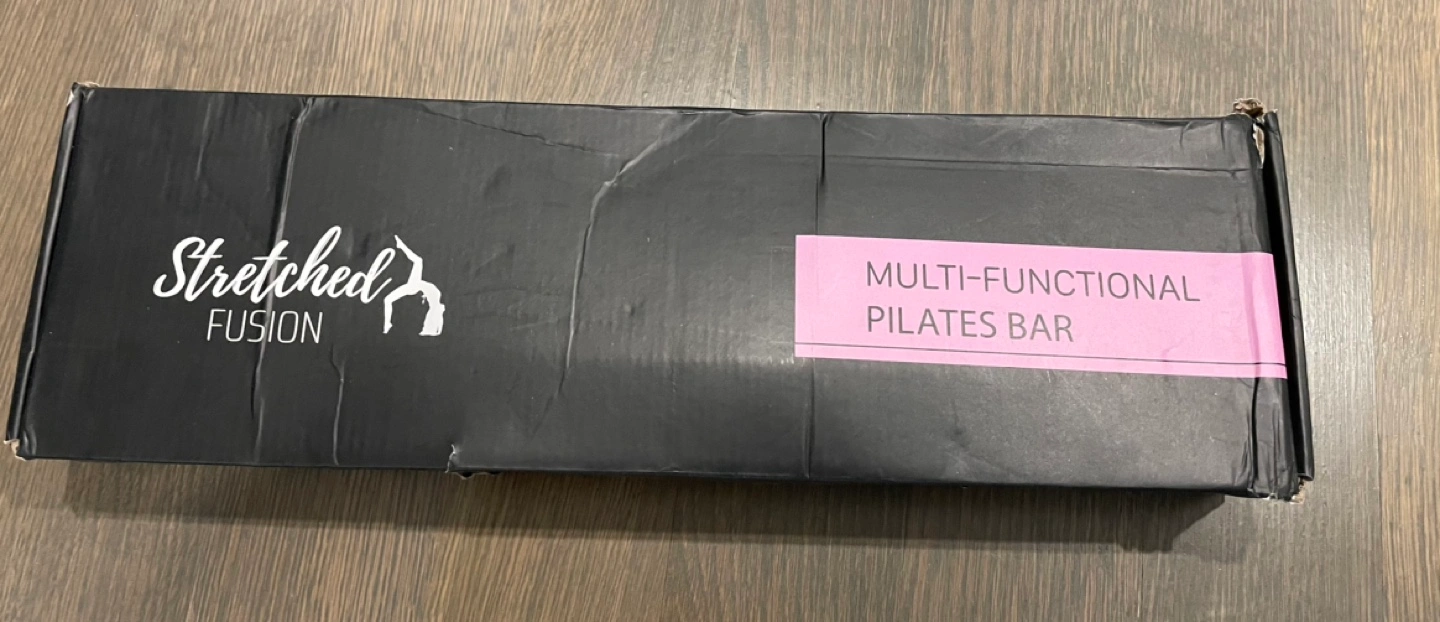 Stretched
FUSION
MULTI-FUNCTIONAL
PILATES BAR